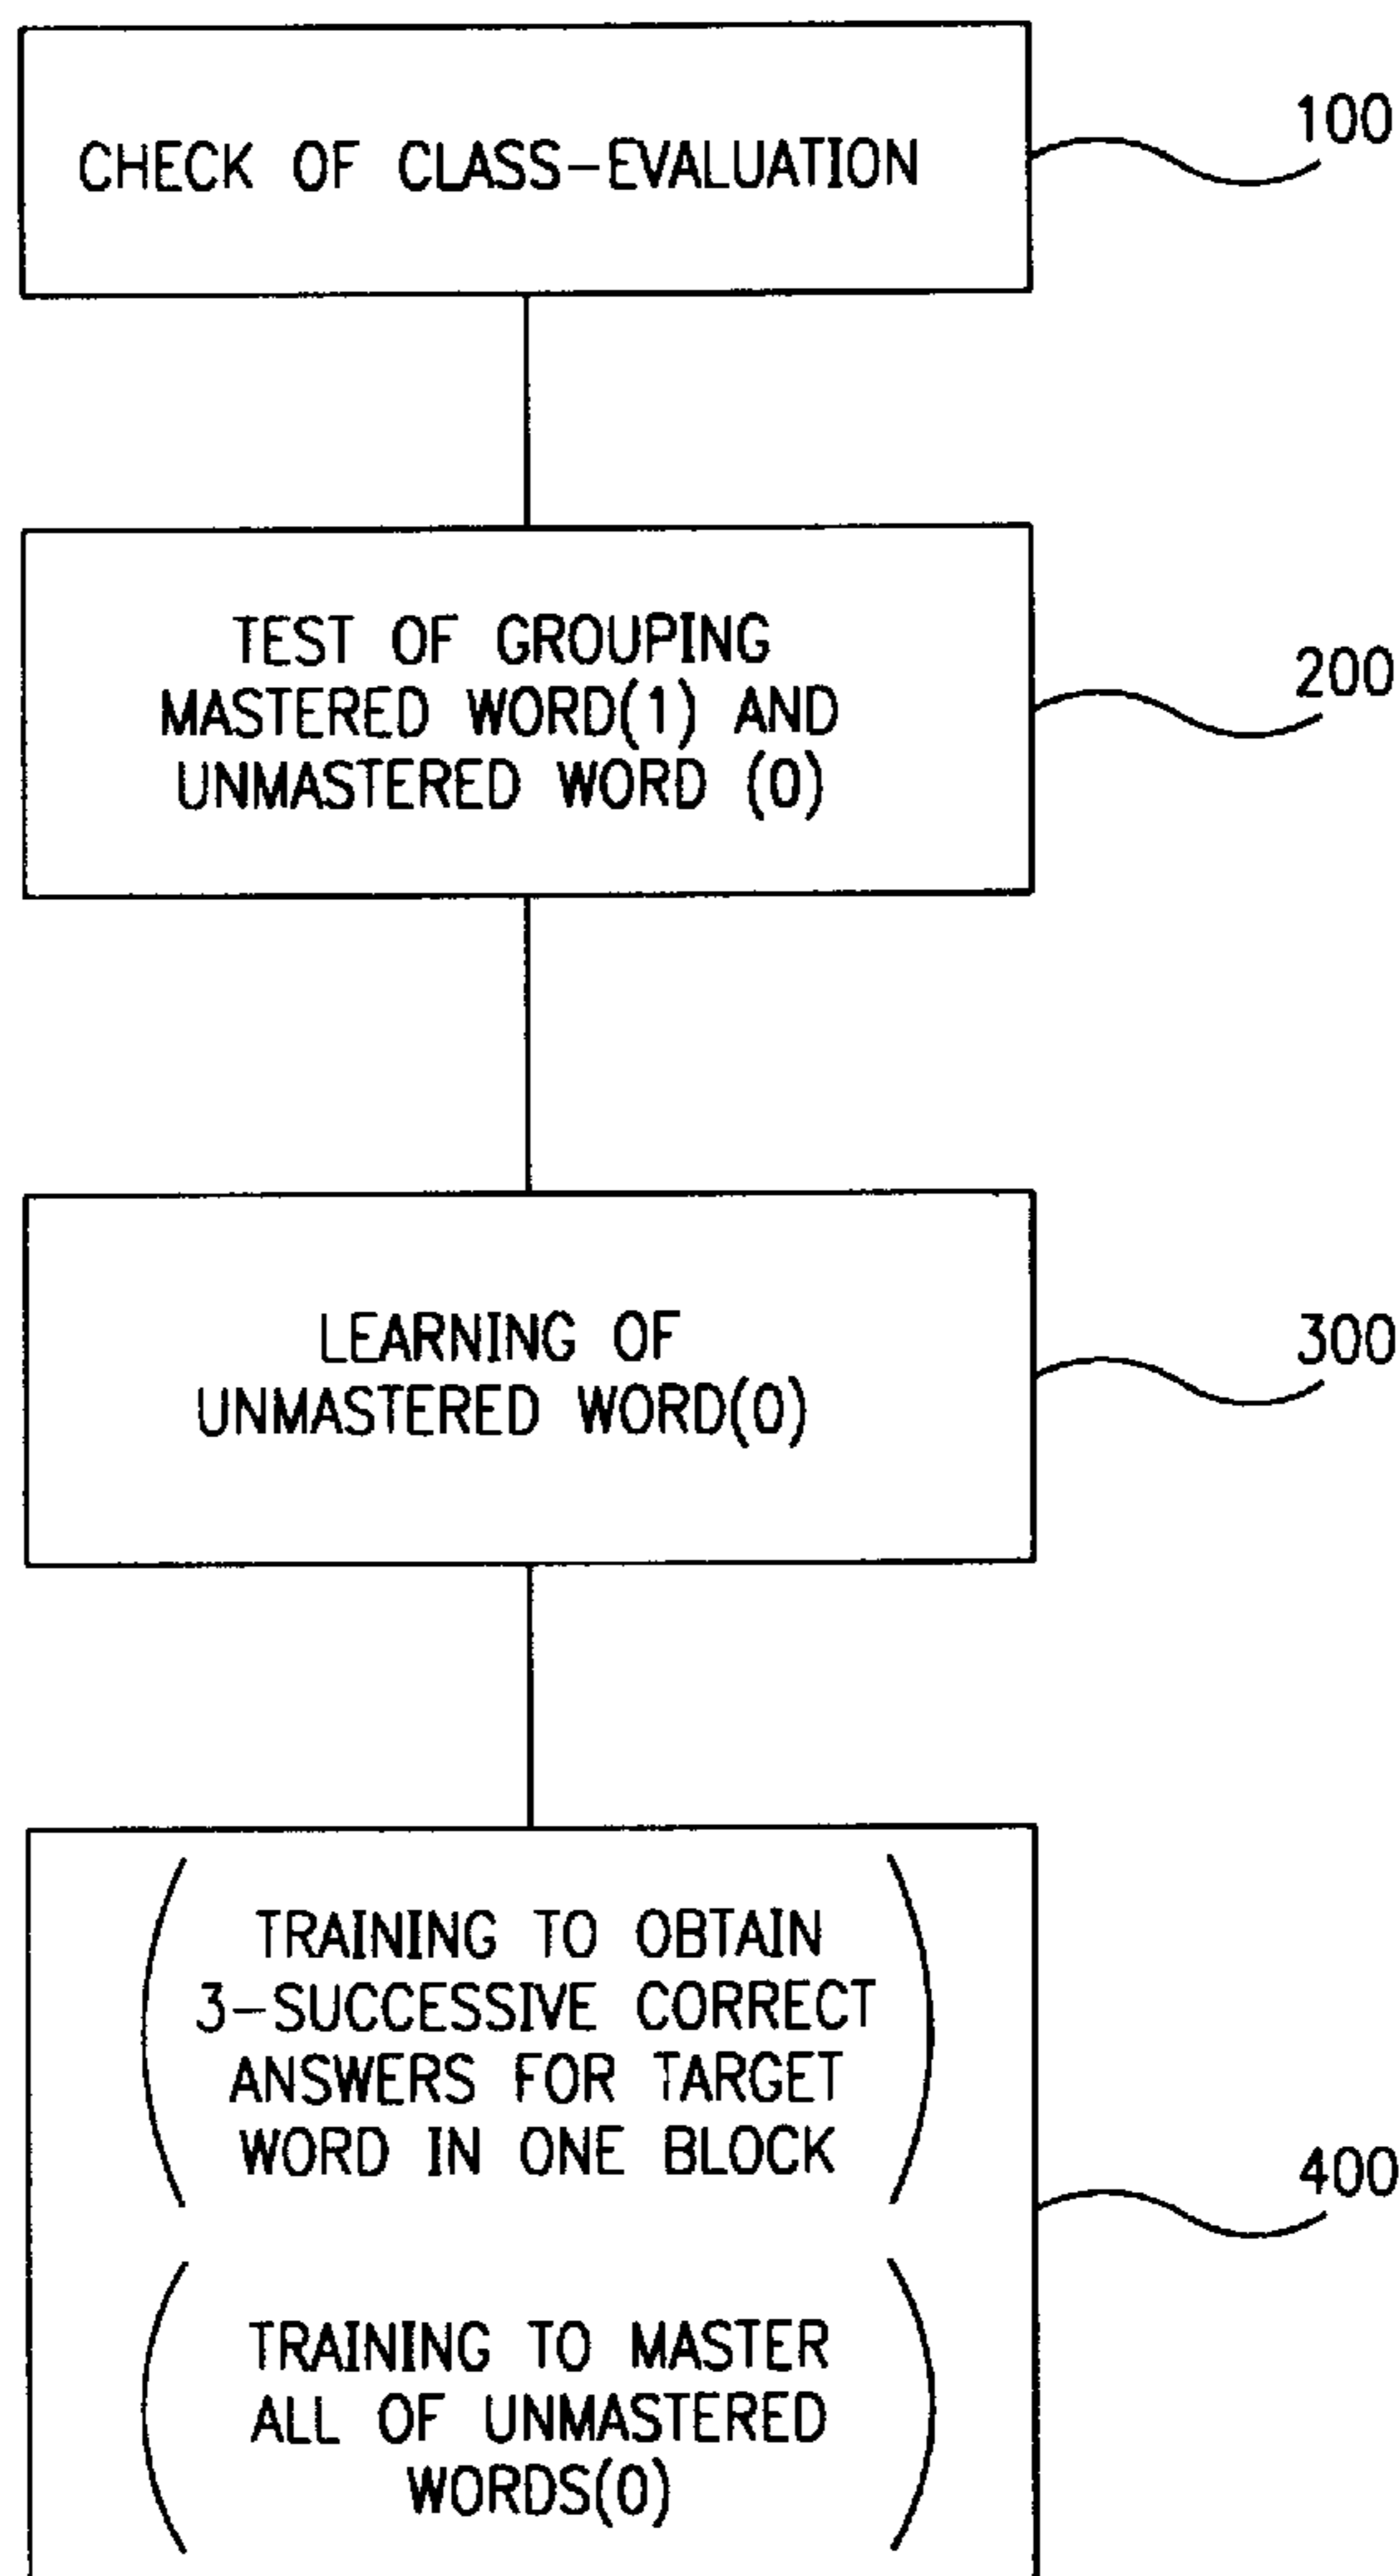 CHECK OF CLASS-EVALUATION
100
TEST OF GROUPING
MASTERED WORD(1) AND
UNMASTERED WORD (0)
200
LEARNING OF
UNMASTERED WORD(0)
300
TRAINING TO OBTAIN
3-SUCCESSIVE CORRECT
ANSWERS FOR TARGET
WORD IN ONE BLOCK
400
TRAINING TO MASTER
ALL OF UNMASTERED
WORDS(0)